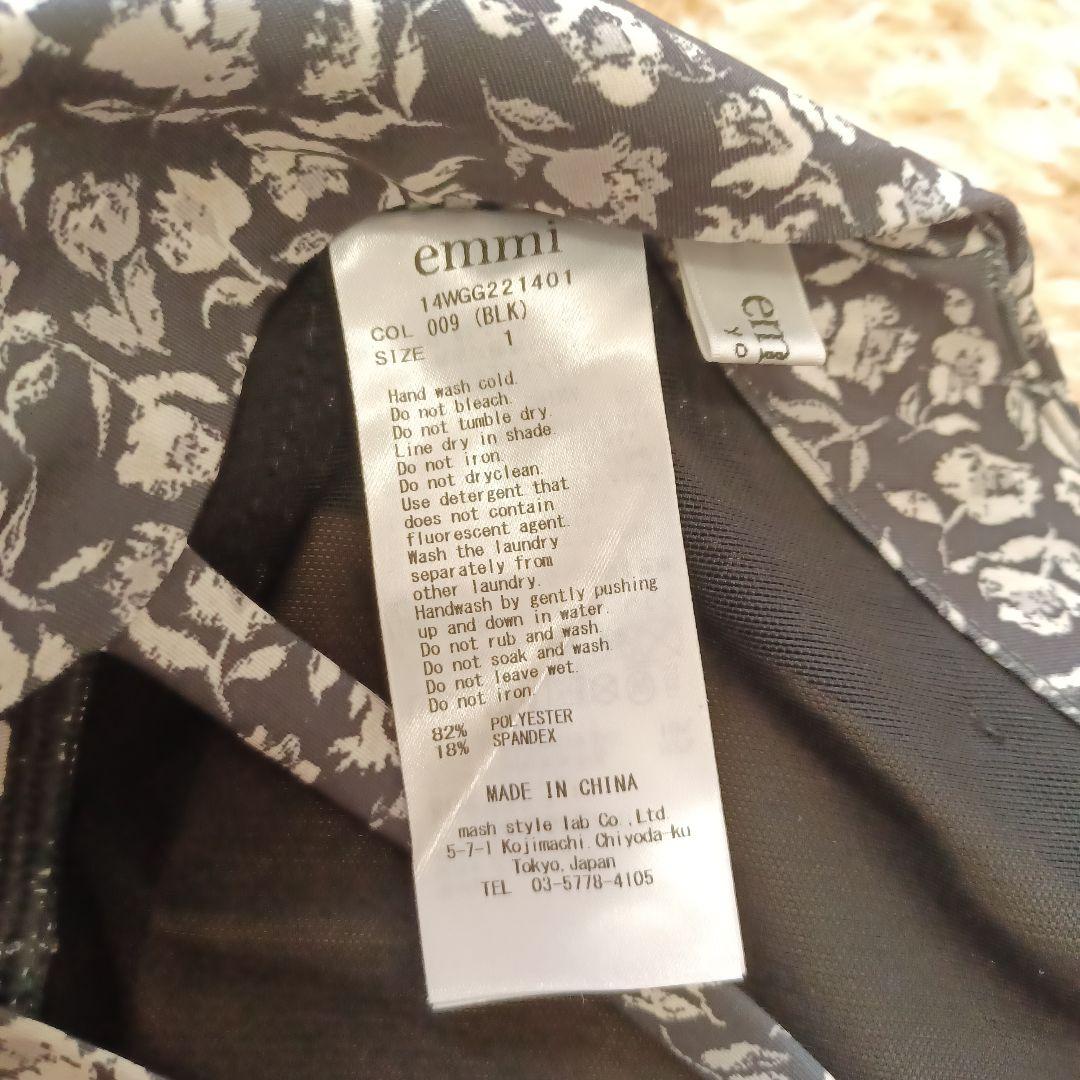 emmi
14WGG221401
COL 009 (BLK)
SIZE 1
Hand wash cold.
Do not bleach.
Do not tumble dry.
Line dry in shade.
Do not iron.
Do not dryclean.
Use detergent that
does not contain
fluorescent agent.
Wash the laundry
separately from
other laundry.
Handwash by gently pushing
up and down in water.
Do not rub and wash.
Do not soak and wash.
Do not leave wet.
Do not iron.
82% POLYESTER
18% SPANDEX
MADE IN CHINA
mash style lab Co.,Ltd.
5-7-1 Kojimachi.Chiyoda-ku
Tokyo,Japan
TEL 03-5778-4105